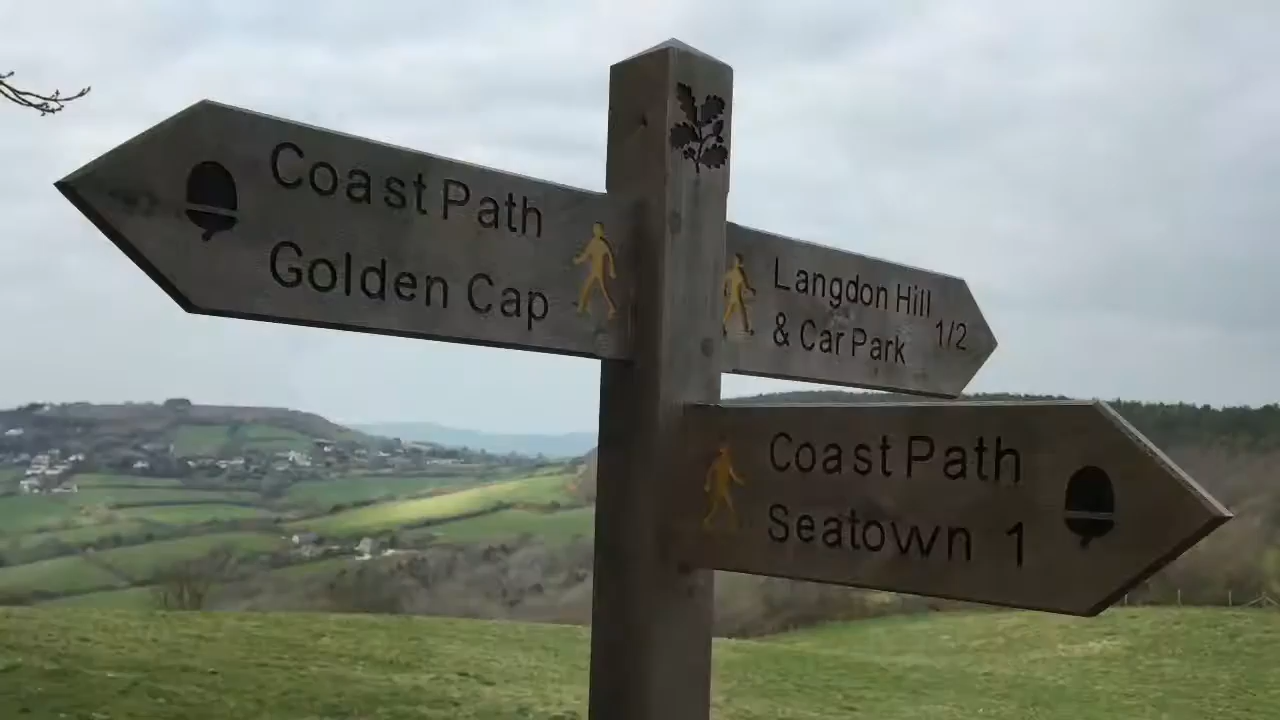 Coast Path
Golden Cap
Langdon Hill
& Car Park 1/2
Coast Path
Seatown 1